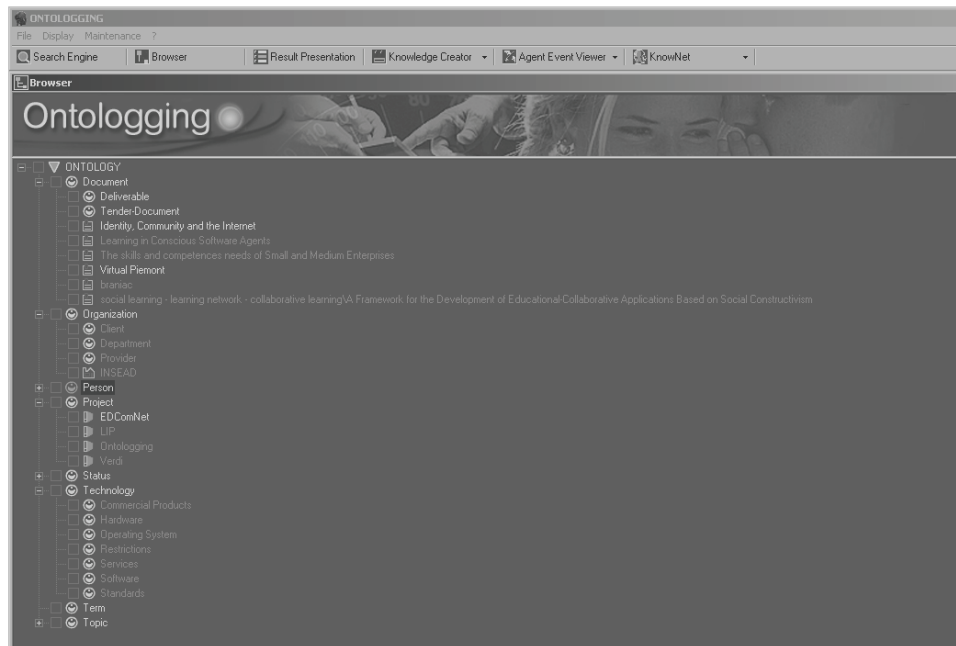 ONTOLOGGING
File Display Maintenance ?
Search Engine Browser Result Presentation Knowledge Creator Agent Event Viewer KnowNet
Browser
Ontologging
ONTOLOGY
Document
Deliverable
Tender-Document
Identity, Community and the Internet
Learning in Conscious Software Agents
The skills and competences needs of Small and Medium Enterprises
Virtual Piemont
braniac
social learning - learning network - collaborative learning\A Framework for the Development of Educational-Collaborative Applications Based on Social Constructivism
Organization
Client
Department
Provider
INSEAD
Person
Project
EDComNet
LIP
Ontologging
Verdi
Status
Technology
Commercial Products
Hardware
Operating System
Restrictions
Services
Software
Standards
Term
Topic